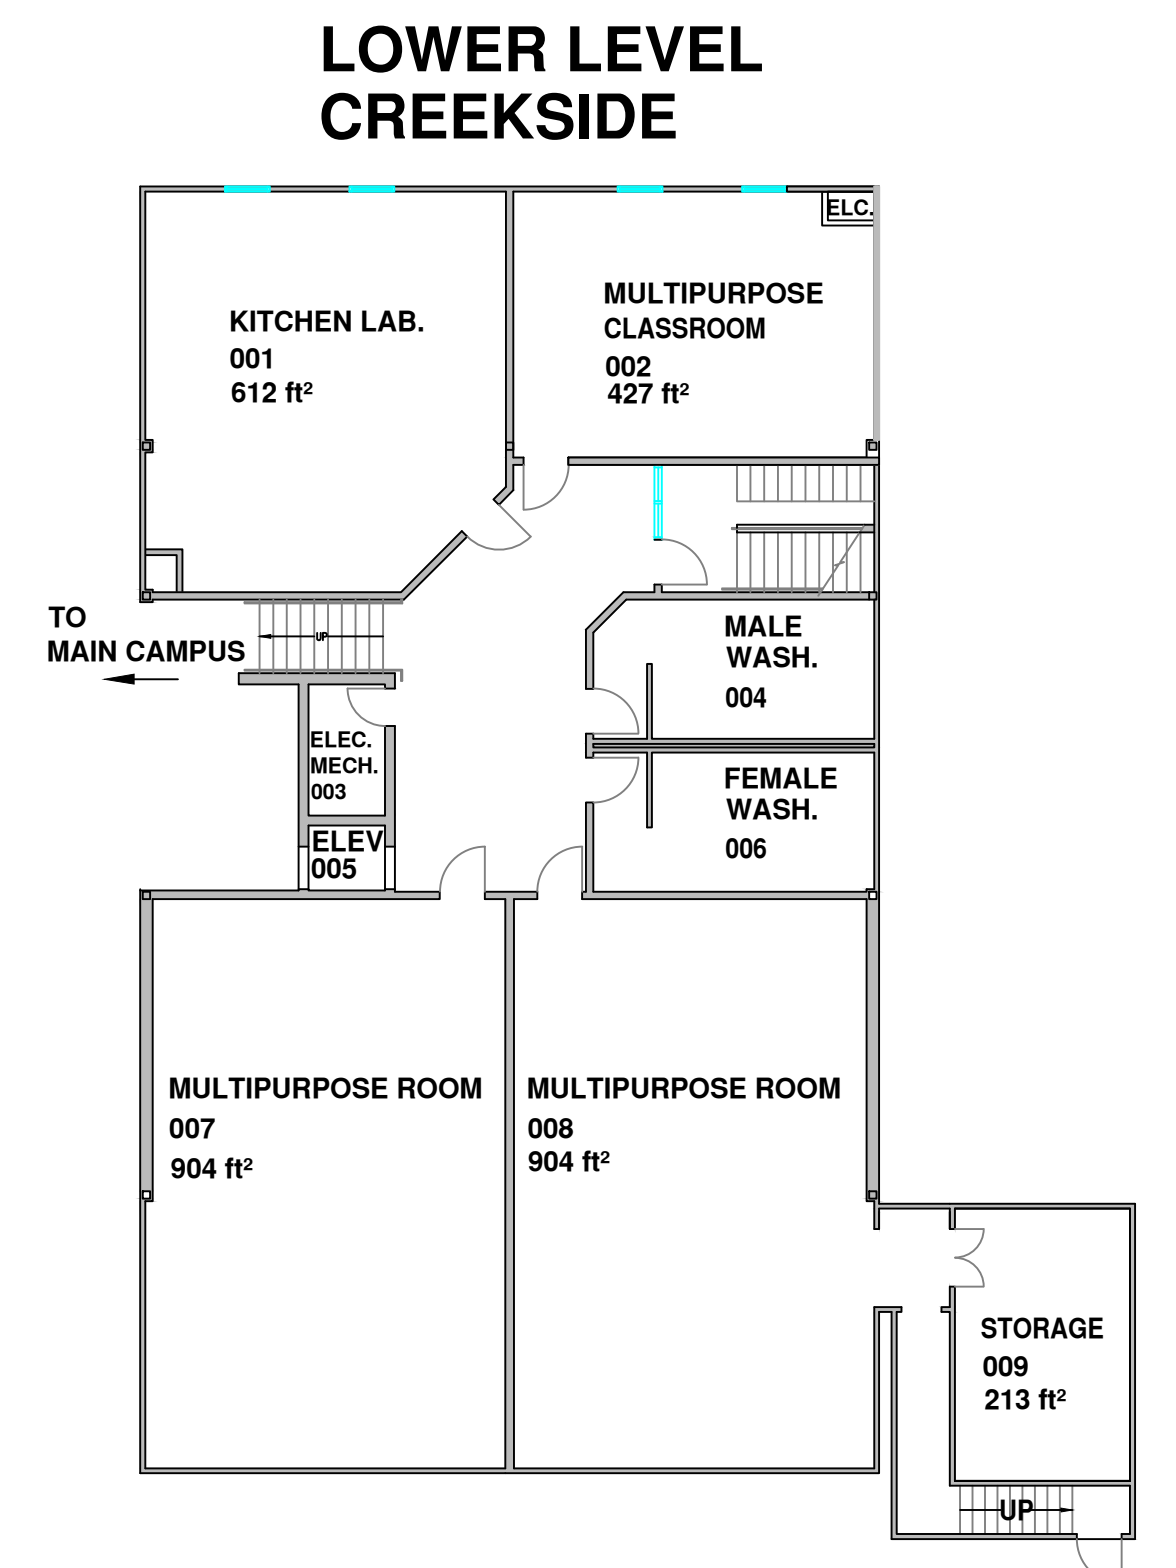 LOWER LEVEL
CREEKSIDE
ELC.
KITCHEN LAB.
001
612 ft²
MULTIPURPOSE
CLASSROOM
002
427 ft²
TO
MAIN CAMPUS
UP
MALE
WASH.
004
ELEC.
MECH.
003
FEMALE
WASH.
006
ELEV
005
MULTIPURPOSE ROOM
007
904 ft²
MULTIPURPOSE ROOM
008
904 ft²
STORAGE
009
213 ft²
UP